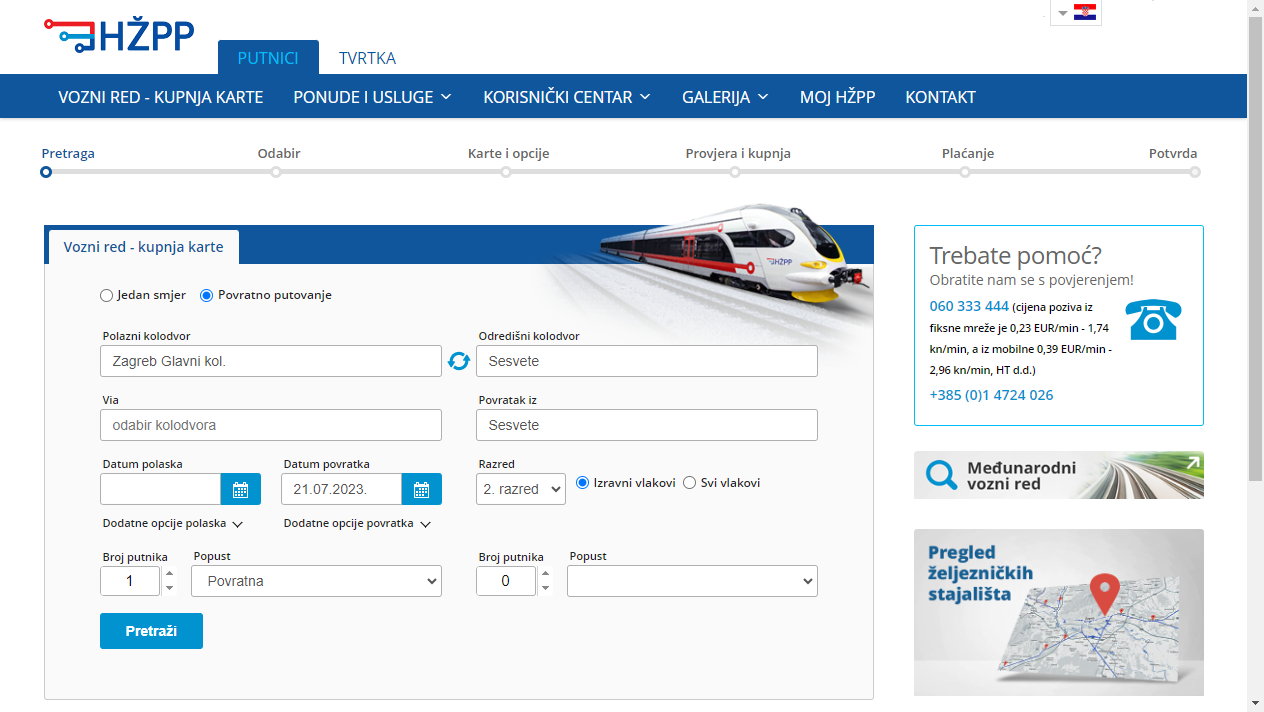 HŽPP
PUTNICI
TVRTKA
VOZNI RED - KUPNJA KARTE
PONUDE I USLUGE
KORISNIČKI CENTAR
GALERIJA
MOJ HŽPP
KONTAKT
Pretraga
Odabir
Karte i opcije
Provjera i kupnja
Plaćanje
Potvrda
Vozni red - kupnja karte
HŽPP
Jedan smjer
Povratno putovanje
Polazni kolodvor
Odredišni kolodvor
Zagreb Glavni kol.
Sesvete
Via
Povratak iz
odabir kolodvora
Sesvete
Datum polaska
Datum povratka
Razred
21.07.2023.
2. razred
Izravni vlakovi
Svi vlakovi
Dodatne opcije polaska
Dodatne opcije povratka
Broj putnika
Popust
Broj putnika
Popust
1
Povratna
0
Pretraži
Trebate pomoć?
Obratite nam se s povjerenjem!
060 333 444 (cijena poziva iz
fiksne mreže je 0,23 EUR/min - 1,74
kn/min, a iz mobilne 0,39 EUR/min -
2,96 kn/min, HT d.d.)
+385 (0)1 4724 026
Međunarodni
vozni red
Pregled
željezničkih
stajališta